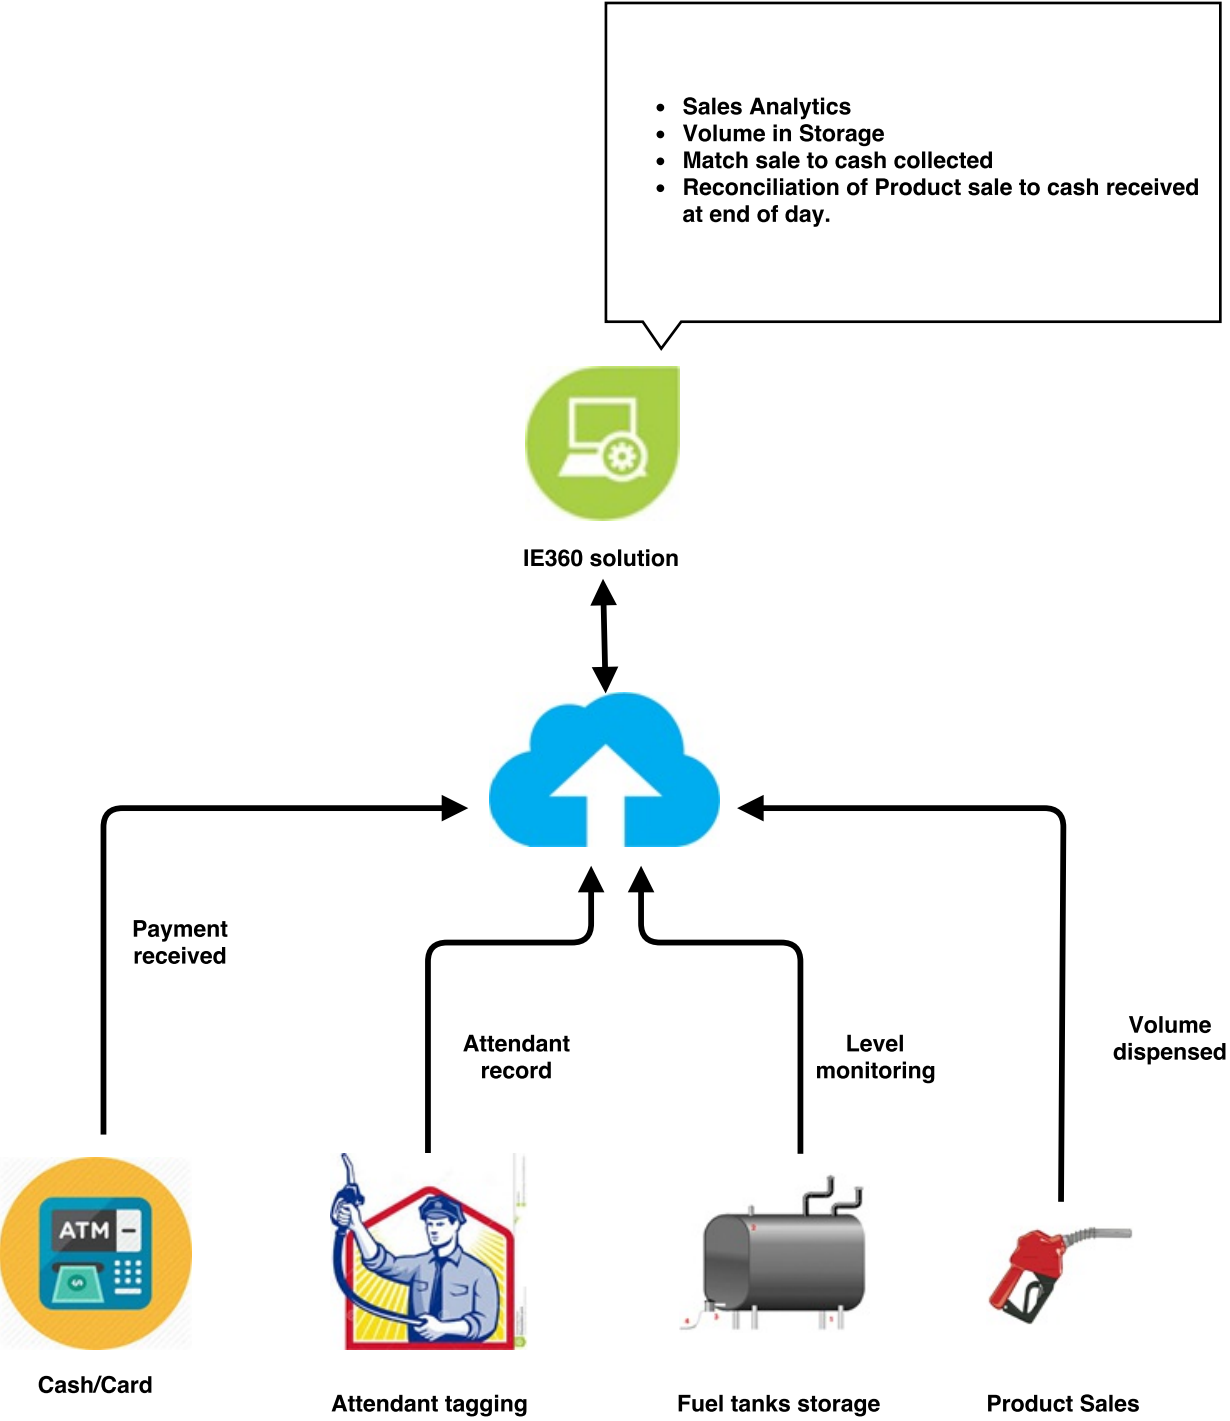 • Sales Analytics
• Volume in Storage
• Match sale to cash collected
• Reconciliation of Product sale to cash received
at end of day.
IE360 solution
Payment
received
Attendant
record
Level
monitoring
Volume
dispensed
ATM
Cash/Card
Attendant tagging
Fuel tanks storage
Product Sales